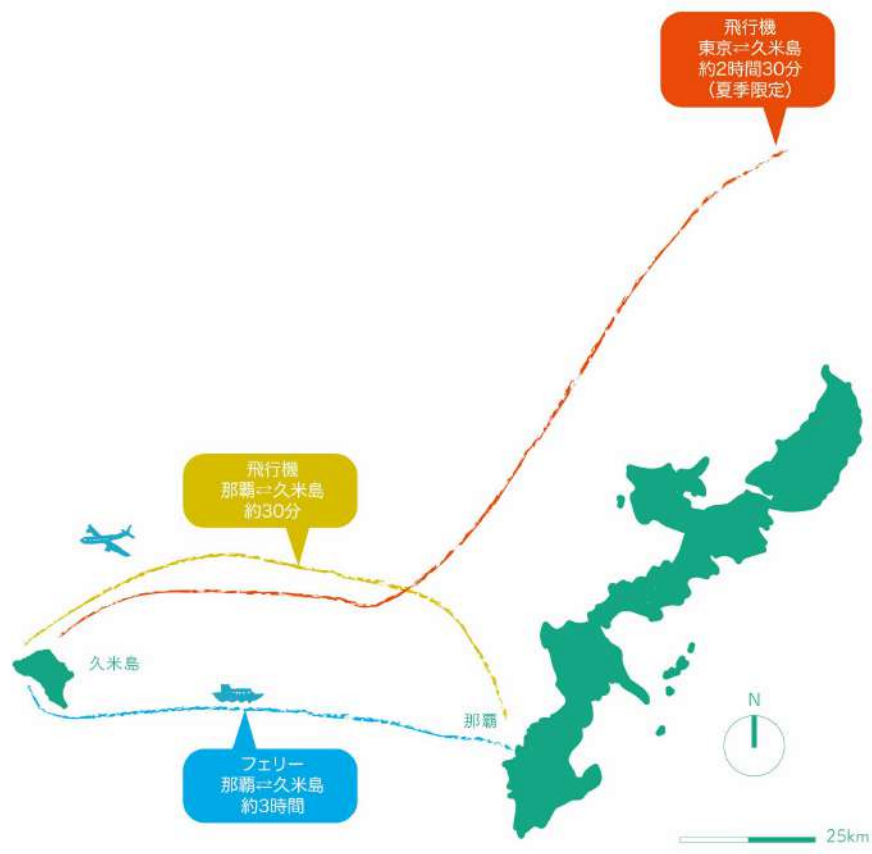 飛行機
東京⇌久米島
約2時間30分
(夏季限定)
飛行機
那覇⇌久米島
約30分
久米島
那覇
N
フェリー
那覇⇌久米島
約3時間
25km